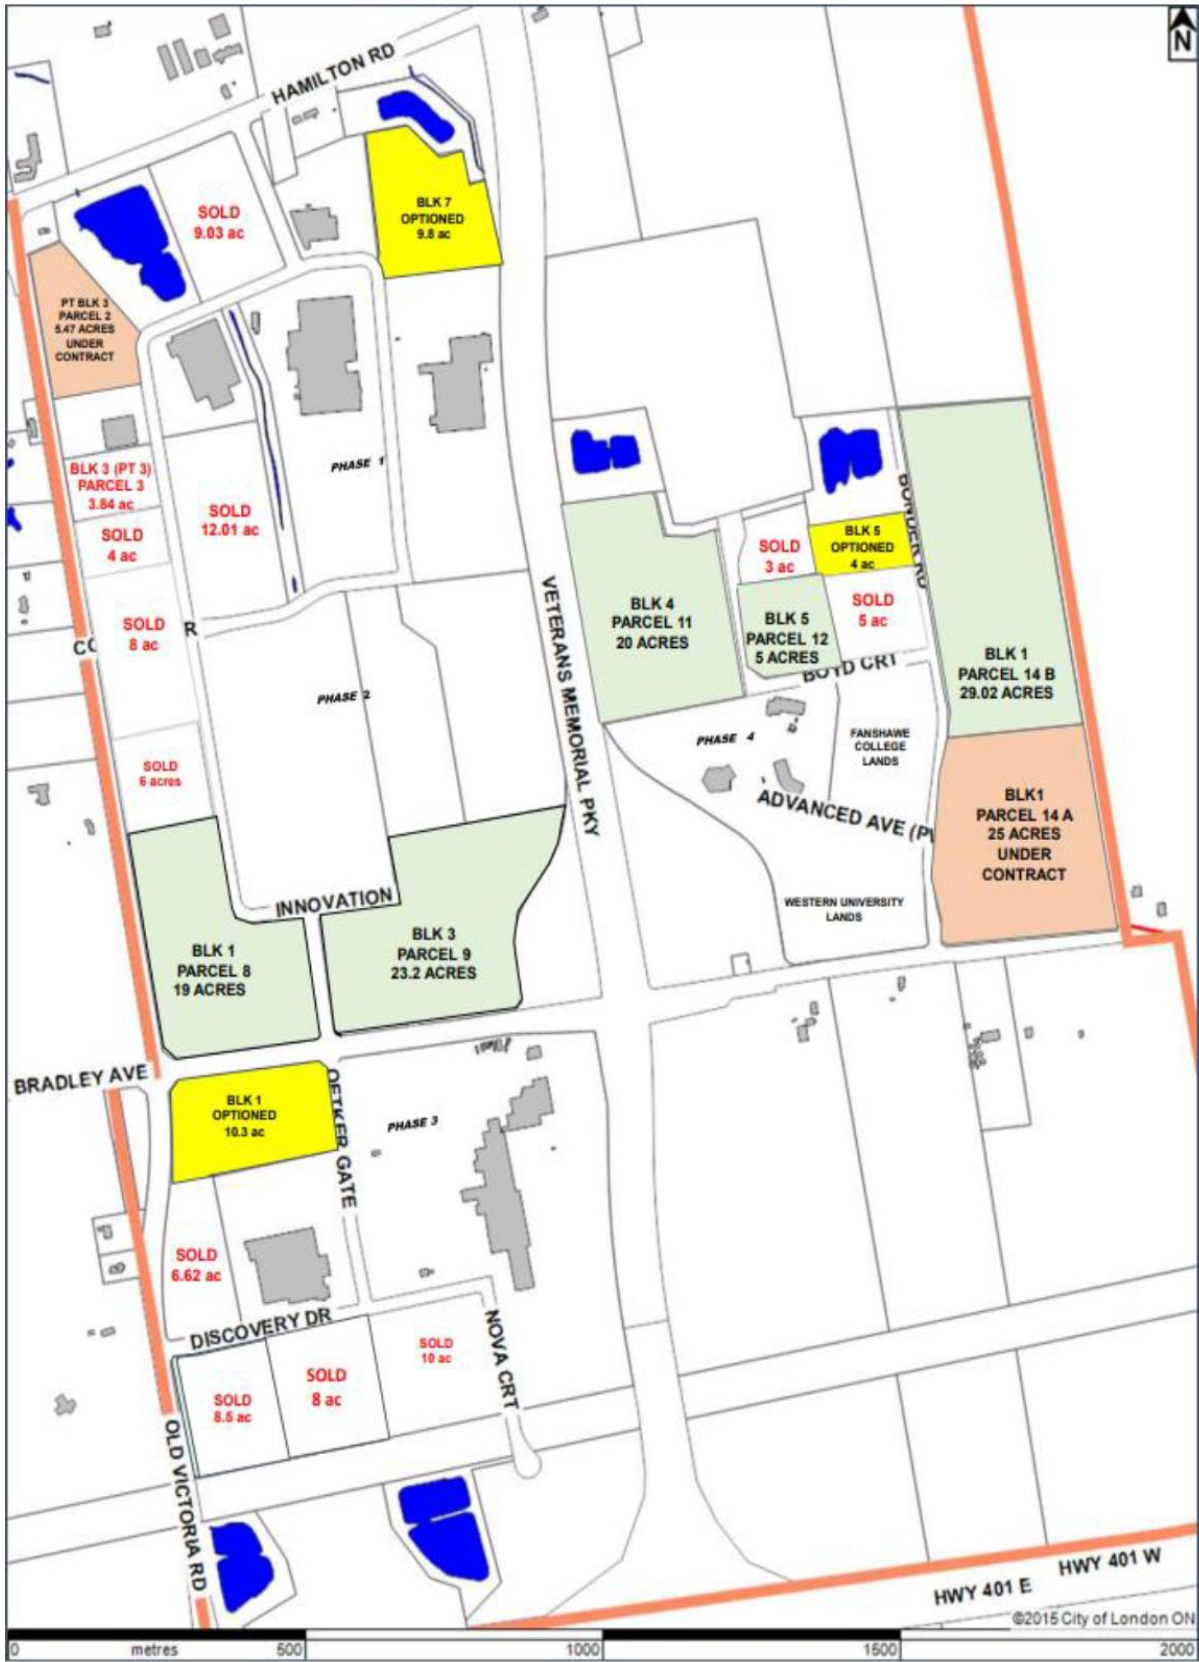 N
HAMILTON RD
SOLD
9.03 ac
BLK 7
OPTIONED
9.8 ac
PT BLK 3
PARCEL 2
5.47 ACRES
UNDER
CONTRACT
PHASE 1
BLK 3 (PT 3)
PARCEL 3
3.84 ac
SOLD
12.01 ac
SOLD
4 ac
SOLD
3 ac
BLK 5
OPTIONED
4 ac
BONDER RD
VETERANS MEMORIAL PKY
BLK 4
PARCEL 11
20 ACRES
BLK 5
PARCEL 12
5 ACRES
SOLD
5 ac
SOLD
8 ac
R
CO
BOYD CRT
BLK 1
PARCEL 14 B
29.02 ACRES
PHASE 2
PHASE 4
FANSHAWE
COLLEGE
LANDS
SOLD
6 acres
ADVANCED AVE (PV
BLK1
PARCEL 14 A
25 ACRES
UNDER
CONTRACT
INNOVATION
WESTERN UNIVERSITY
LANDS
BLK 1
PARCEL 8
19 ACRES
BLK 3
PARCEL 9
23.2 ACRES
BRADLEY AVE
BLK 1
OPTIONED
10.3 ac
OETKER GATE
PHASE 3
SOLD
6.62 ac
DISCOVERY DR
NOVA CRT
SOLD
8.5 ac
SOLD
8 ac
SOLD
10 ac
OLD VICTORIA RD
HWY 401 W
HWY 401 E
©2015 City of London ON
0 metres 500 1000 1500 2000